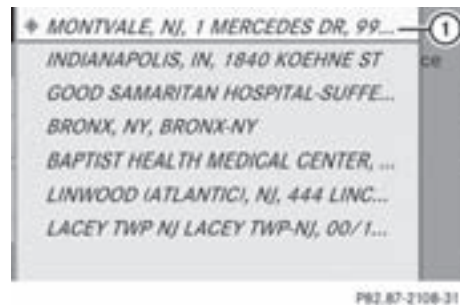 MONTVALE, NJ, 1 MERCEDES DR, 99... 1
INDIANAPOLIS, IN, 1840 KOEHNE ST
ce
GOOD SAMARITAN HOSPITAL-SUFFE...
BRONX, NY, BRONX-NY
BAPTIST HEALTH MEDICAL CENTER, ...
LINWOOD (ATLANTIC), NJ, 444 LINC...
LACEY TWP NJ LACEY TWP-NJ, 00/1...
P82.87-2108-31